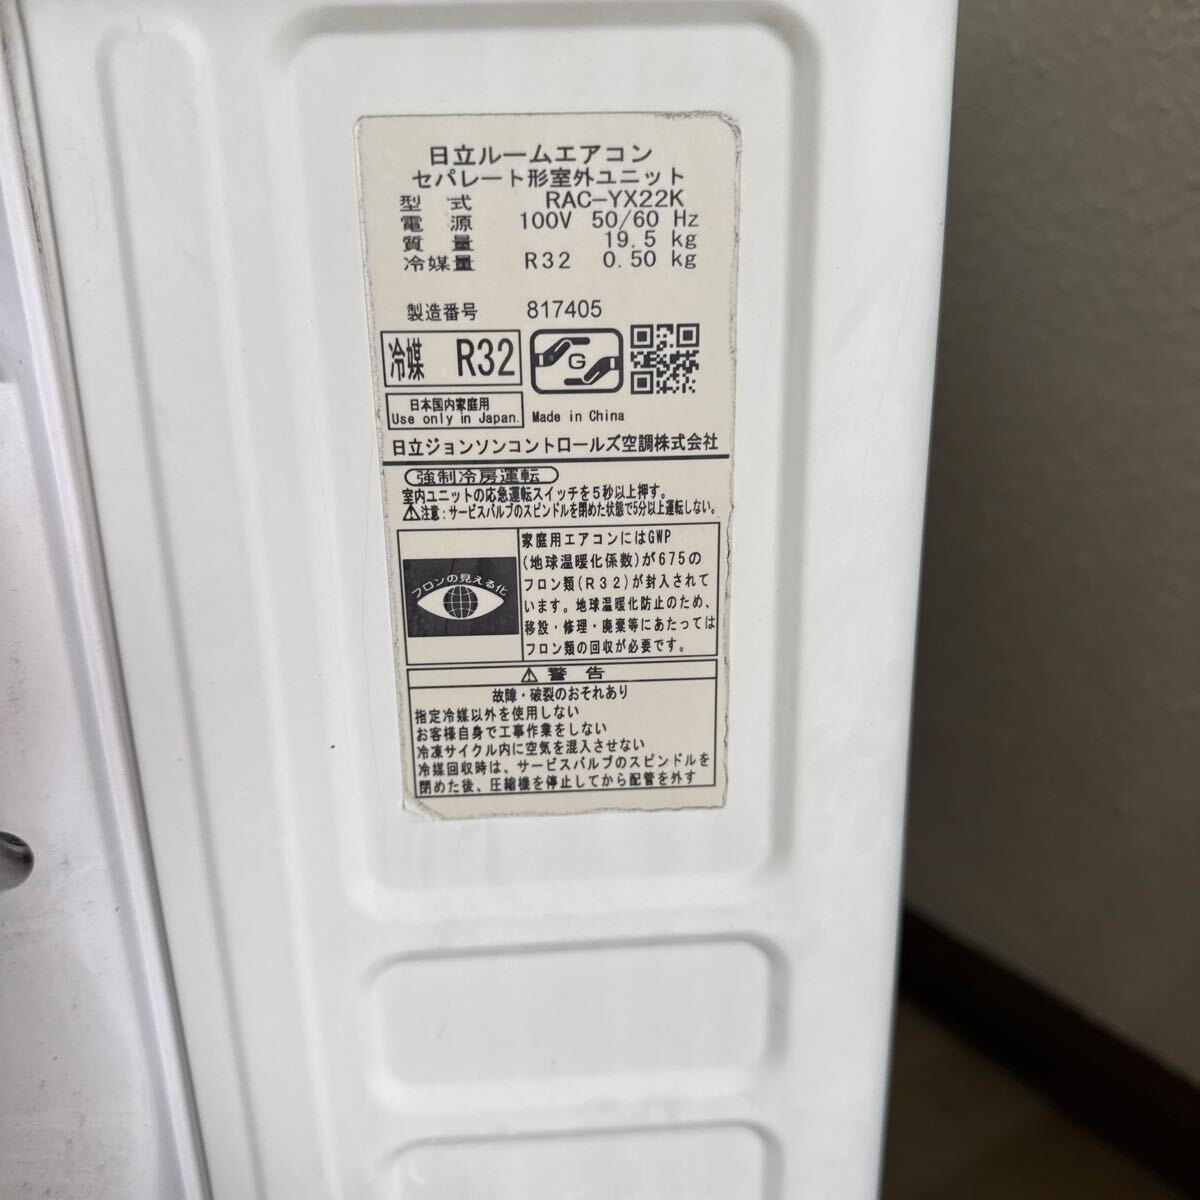 日立ルームエアコン
セパレート形室外ユニット
型式 RAC-YX22K
電源 100V 50/60 Hz
質量 19.5 kg
冷媒量 R32 0.50 kg
製造番号 817405
冷媒 R32
G
日本国内家庭用
Use only in Japan.
Made in China
日立ジョンソンコントロールズ空調株式会社
強制冷房運転
室内ユニットの応急運転スイッチを5秒以上押す。
⚠注意:サービスバルブのスピンドルを閉めた状態で5分以上運転しない。
フロンの見える化
家庭用エアコンにはGWP
(地球温暖化係数)が675の
フロン類(R32)が封入されて
います。地球温暖化防止のため、
移設・修理・廃棄等にあたっては
フロン類の回収が必要です。
⚠警告
故障・破裂のおそれあり
指定冷媒以外を使用しない
お客様自身で工事作業をしない
冷凍サイクル内に空気を混入させない
冷媒回収時は、サービスバルブのスピンドルを
閉めた後、圧縮機を停止してから配管を外す